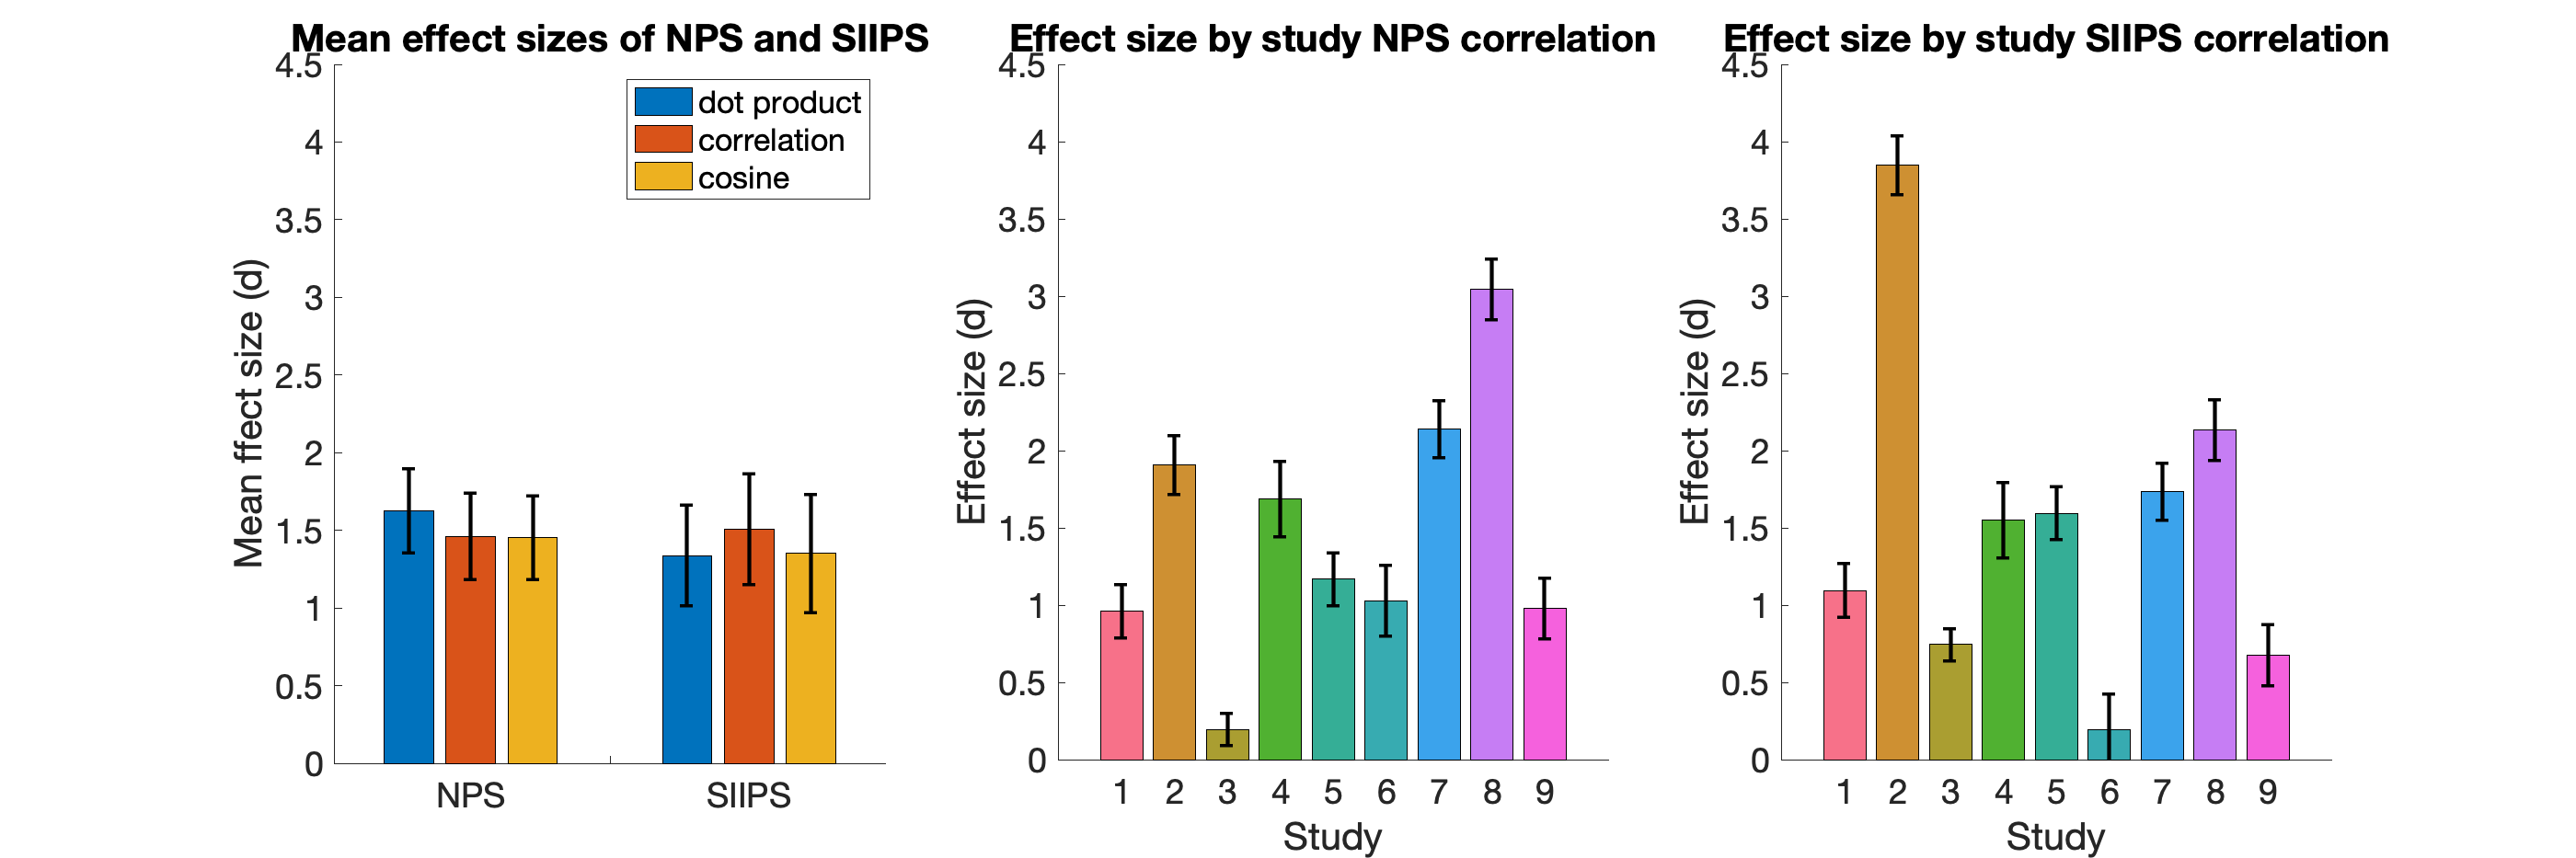 Mean effect sizes of NPS and SIIPS
4.5
4
3.5
3
2.5
2
1.5
1
0.5
0
Mean ffect size (d)
dot product
correlation
cosine
NPS SIIPS
Effect size by study NPS correlation
4.5
4
3.5
3
2.5
2
1.5
1
0.5
0
Effect size (d)
1 2 3 4 5 6 7 8 9
Study
Effect size by study SIIPS correlation
4.5
4
3.5
3
2.5
2
1.5
1
0.5
0
Effect size (d)
1 2 3 4 5 6 7 8 9
Study